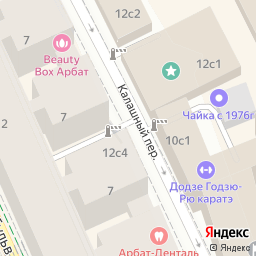 12с2
7
Beauty
Box Арбат
12с1
Калашный пер.
Чайка с 1976г
7
2
10с1
12с4
Додзе Годзю-
Рю каратэ
7
Арбат-Денталь
Яндекс